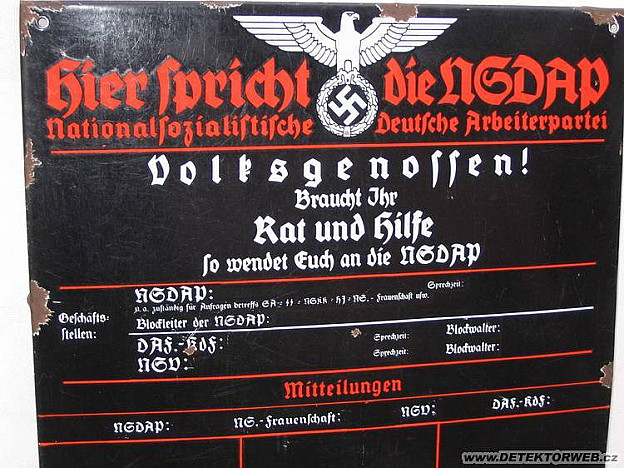 Hier spricht die NSDAP
Nationalsozialistische Deutsche Arbeiterpartei
Volksgenossen!
Braucht Ihr
Rat und Hilfe
so wendet Euch an die NSDAP
Geschäfts-
stellen:
NSDAP: Sprechzeit:
u. a. zuständig für Anfragen betreffs SA - SS - NSKK - HJ - NS.- Frauenschaft usw.
Blockleiter der NSDAP:
DAF.-KdF: Sprechzeit: Blockwalter:
NSV: Sprechzeit: Blockwalter:
Mitteilungen
NSDAP: NS.-Frauenschaft: NSV: DAF.-KdF:
www.DETEKTORWEB.cz